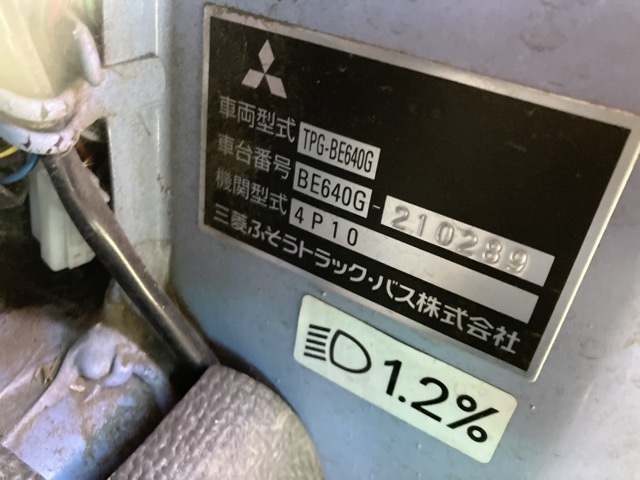 車両型式 TPG-BE640G
車台番号 BE640G-210289
機関型式 4P10
三菱ふそうトラック・バス株式会社
1.2%